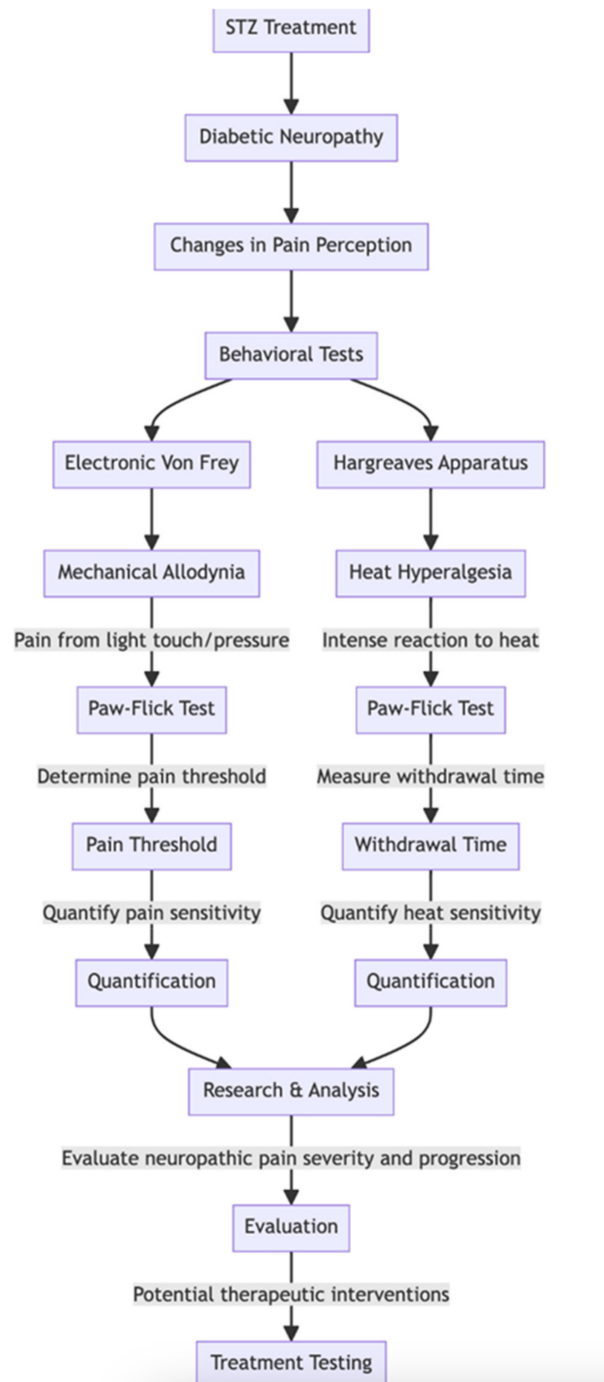 STZ Treatment
Diabetic Neuropathy
Changes in Pain Perception
Behavioral Tests
Electronic Von Frey
Hargreaves Apparatus
Mechanical Allodynia
Heat Hyperalgesia
Pain from light touch/pressure
Intense reaction to heat
Paw-Flick Test
Paw-Flick Test
Determine pain threshold
Measure withdrawal time
Pain Threshold
Withdrawal Time
Quantify pain sensitivity
Quantify heat sensitivity
Quantification
Quantification
Research & Analysis
Evaluate neuropathic pain severity and progression
Evaluation
Potential therapeutic interventions
Treatment Testing